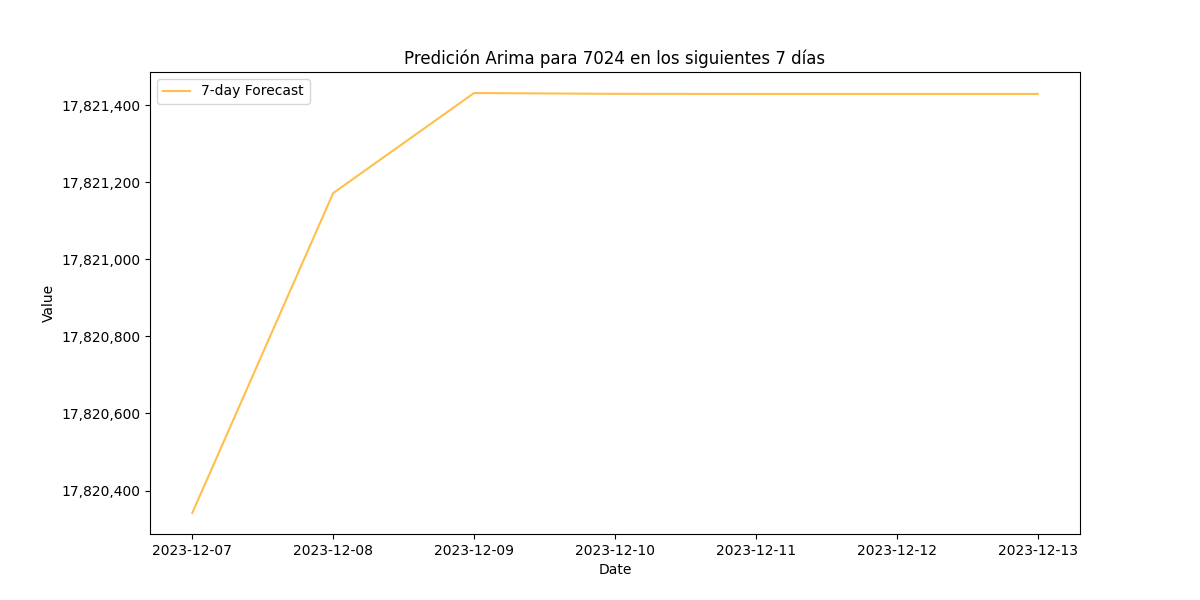 Predición Arima para 7024 en los siguientes 7 días
7-day Forecast
17,821,400
17,821,200
17,821,000
17,820,800
17,820,600
17,820,400
Value
2023-12-07 2023-12-08 2023-12-09 2023-12-10 2023-12-11 2023-12-12 2023-12-13
Date